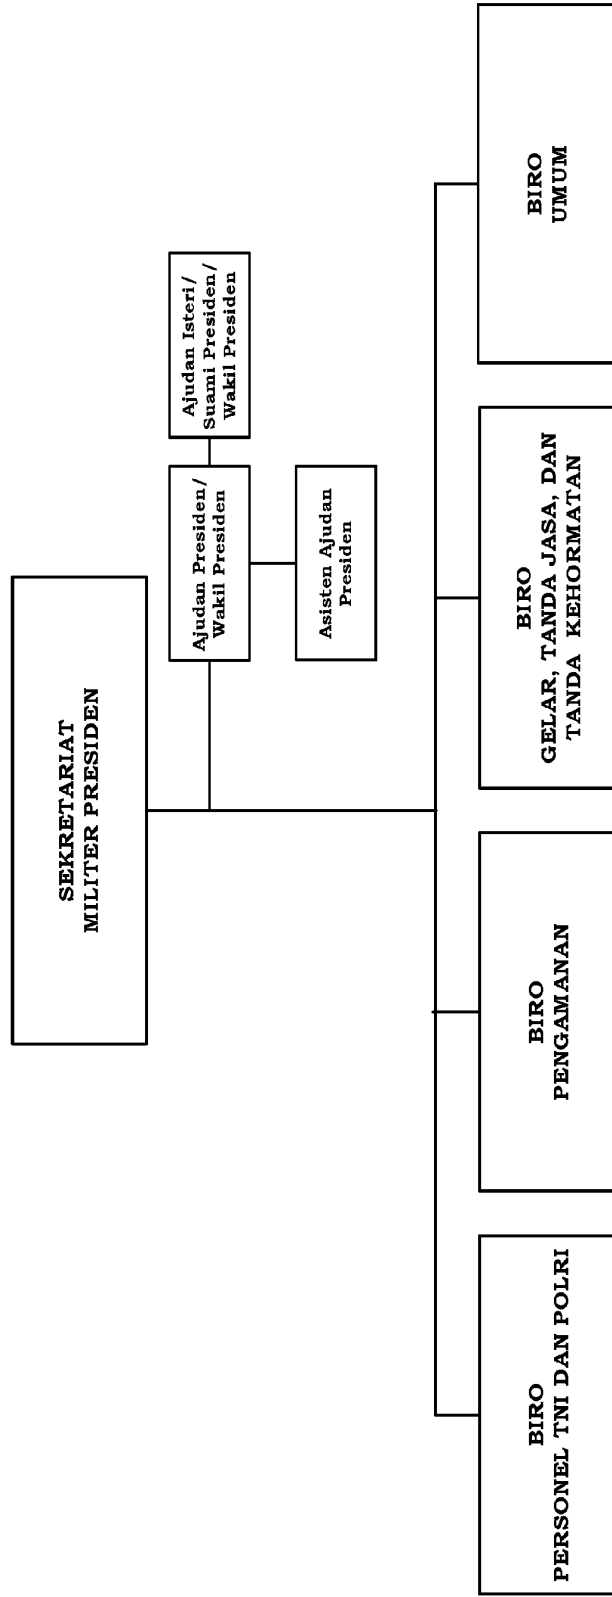 SEKRETARIAT
MILITER PRESIDEN
Ajudan Presiden/
Wakil Presiden
Ajudan Isteri/
Suami Presiden/
Wakil Presiden
Asisten Ajudan
Presiden
BIRO
PERSONEL TNI DAN POLRI
BIRO
PENGAMANAN
BIRO
GELAR, TANDA JASA, DAN
TANDA KEHORMATAN
BIRO
UMUM